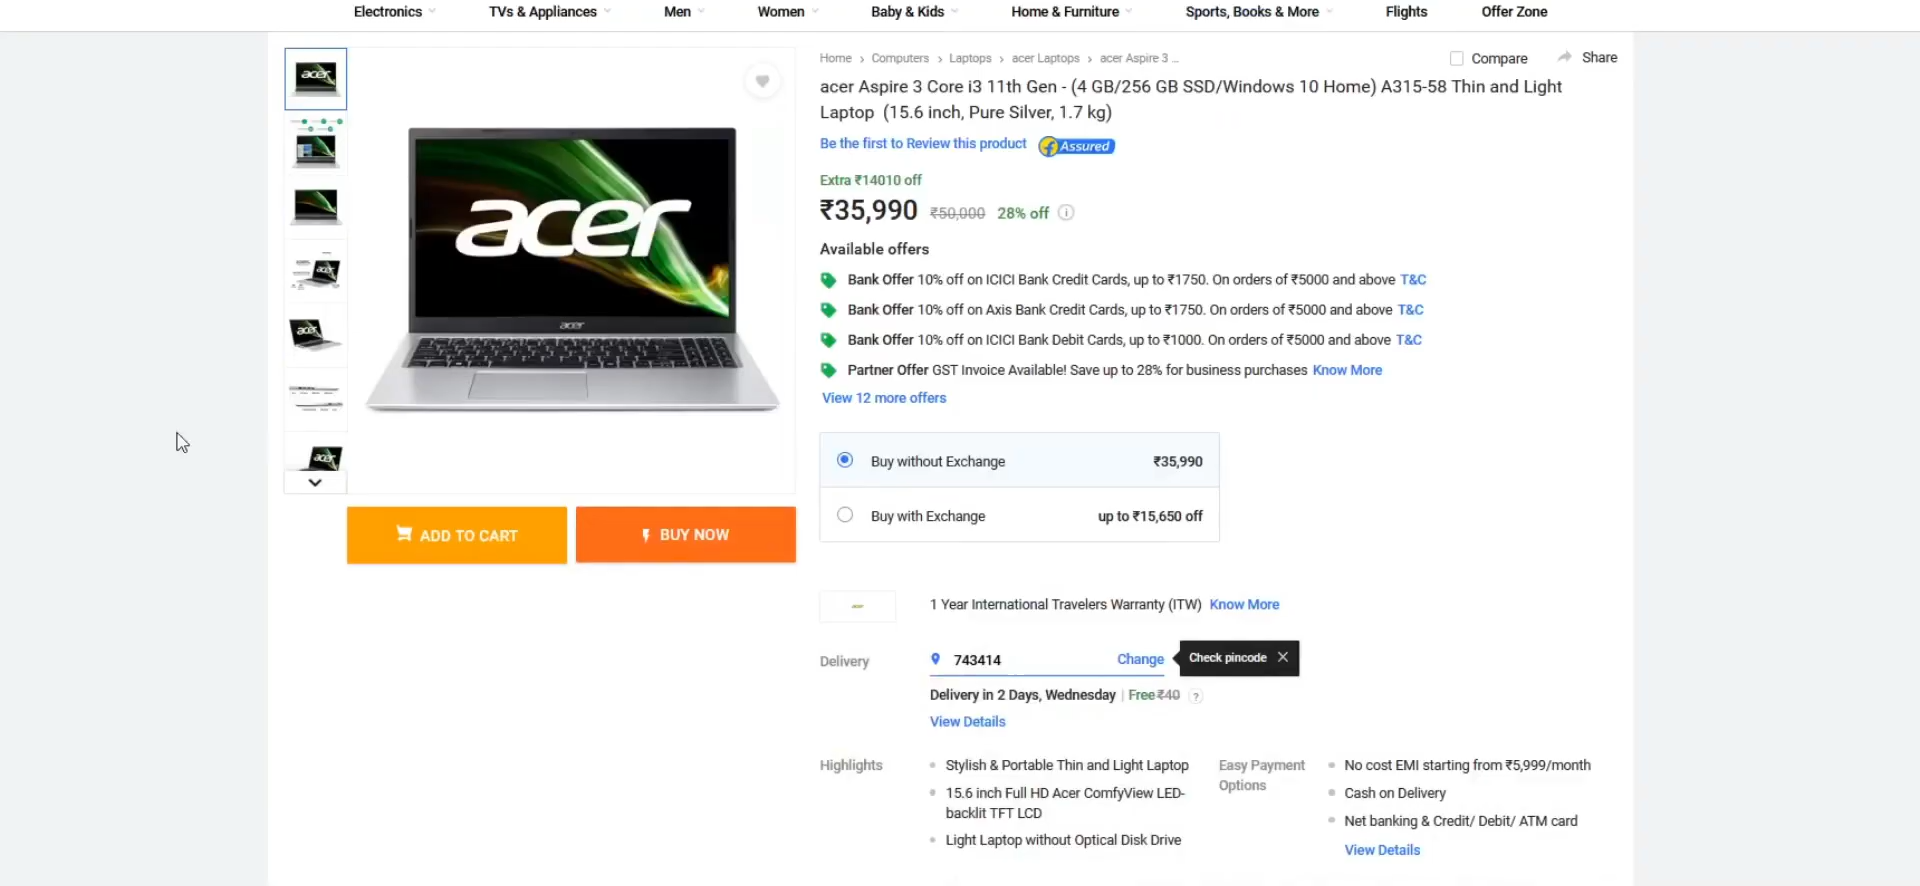 Electronics
TVs & Appliances
Men
Women
Baby & Kids
Home & Furniture
Sports, Books & More
Flights
Offer Zone
Home > Computers > Laptops > acer Laptops > acer Aspire 3 ...
Compare
Share
acer Aspire 3 Core i3 11th Gen - (4 GB/256 GB SSD/Windows 10 Home) A315-58 Thin and Light
Laptop (15.6 inch, Pure Silver, 1.7 kg)
Be the first to Review this product
Assured
Extra ₹14010 off
₹35,990 ₹50,000 28% off
Available offers
Bank Offer 10% off on ICICI Bank Credit Cards, up to ₹1750. On orders of ₹5000 and above T&C
Bank Offer 10% off on Axis Bank Credit Cards, up to ₹1750. On orders of ₹5000 and above T&C
Bank Offer 10% off on ICICI Bank Debit Cards, up to ₹1000. On orders of ₹5000 and above T&C
Partner Offer GST Invoice Available! Save up to 28% for business purchases Know More
View 12 more offers
acer
acer
acer
acer
acer
acer
Buy without Exchange ₹35,990
Buy with Exchange up to ₹15,650 off
ADD TO CART
BUY NOW
acer
1 Year International Travelers Warranty (ITW) Know More
Delivery
743414
Change
Check pincode
Delivery in 2 Days, Wednesday | Free ₹40 ?
View Details
Highlights
Stylish & Portable Thin and Light Laptop
15.6 inch Full HD Acer ComfyView LED-
backlit TFT LCD
Light Laptop without Optical Disk Drive
Easy Payment
Options
No cost EMI starting from ₹5,999/month
Cash on Delivery
Net banking & Credit/ Debit/ ATM card
View Details